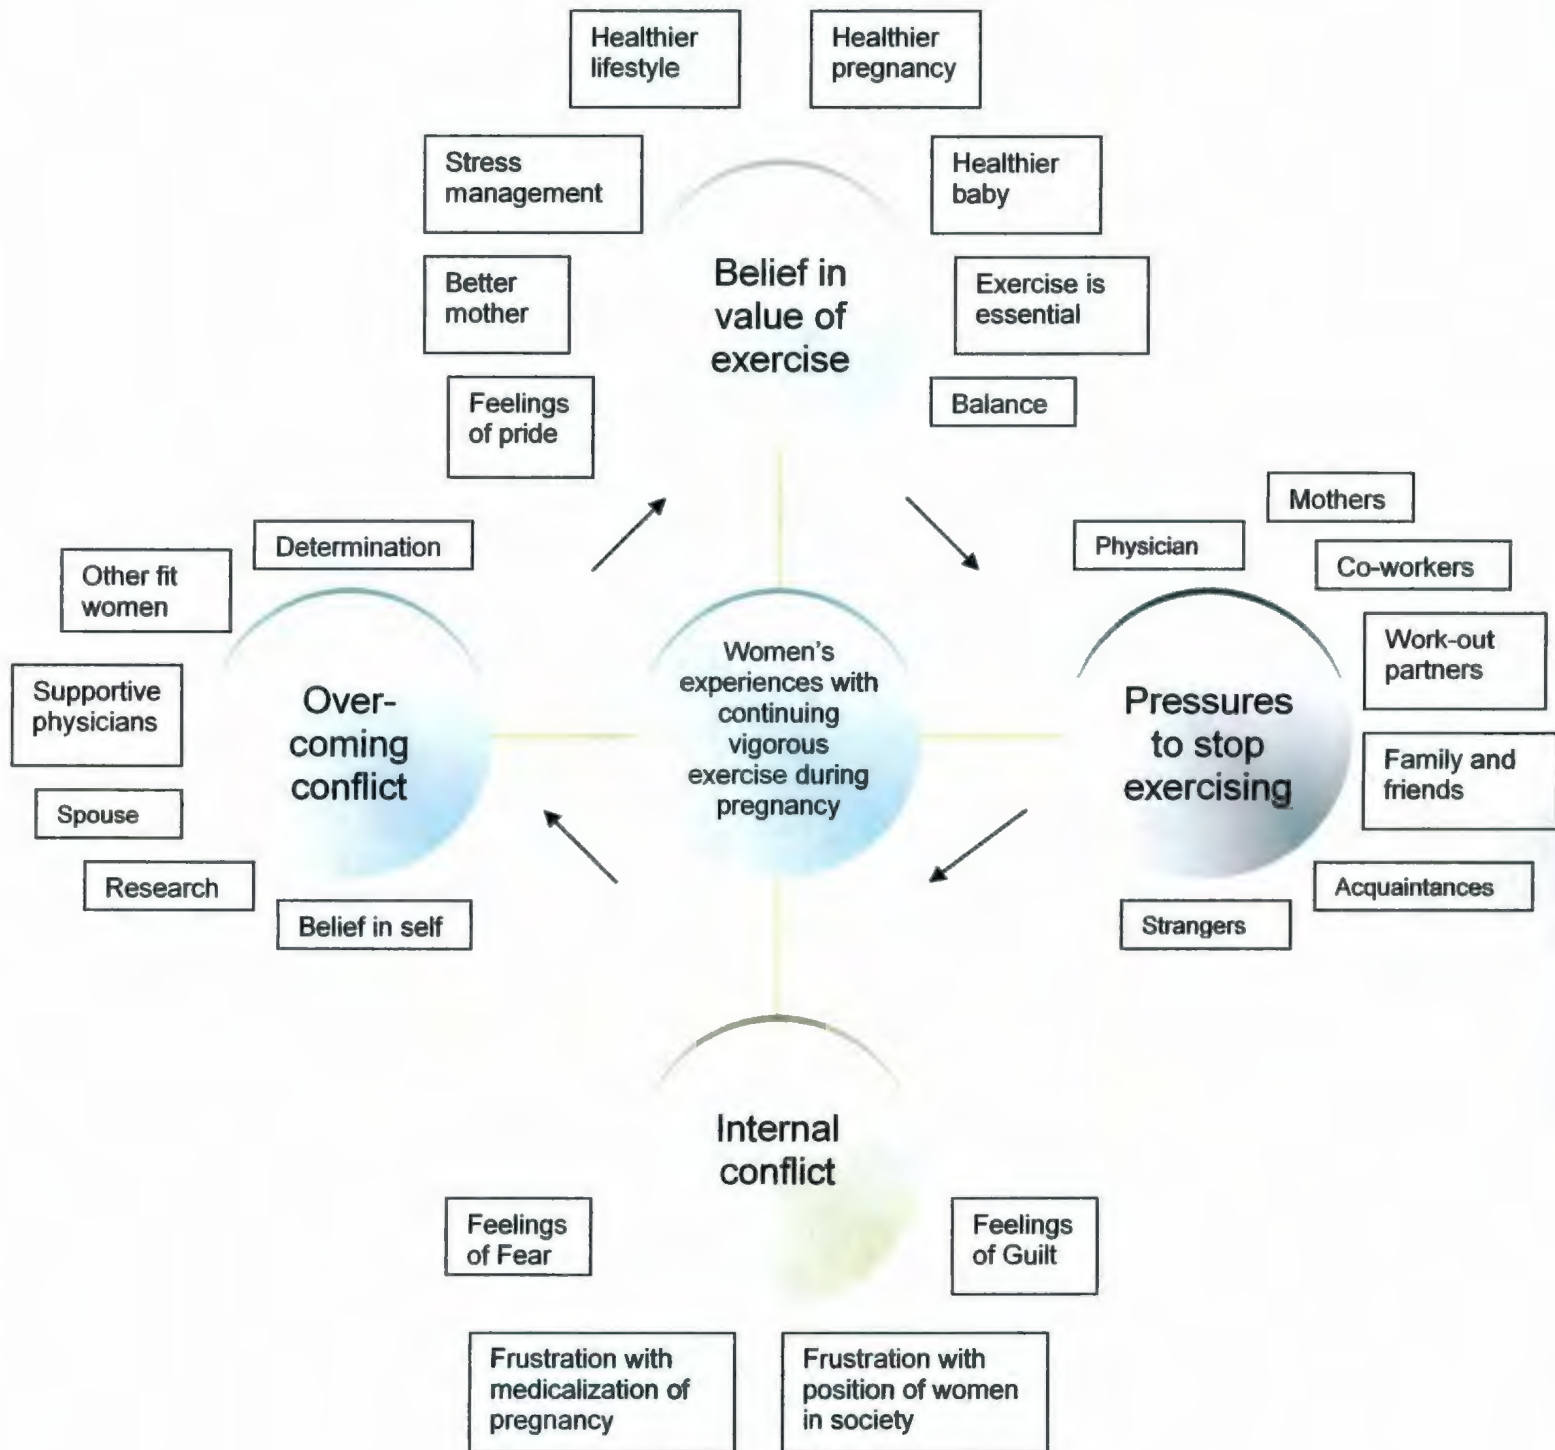 Healthier
lifestyle
Healthier
pregnancy
Stress
management
Healthier
baby
Better
mother
Belief in
value of
exercise
Exercise is
essential
Feelings
of pride
Balance
Mothers
Determination
Physician
Other fit
women
Co-workers
Work-out
partners
Supportive
physicians
Over-
coming
conflict
Women's
experiences with
continuing
vigorous
exercise during
pregnancy
Pressures
to stop
exercising
Family and
friends
Spouse
Research
Acquaintances
Belief in self
Strangers
Internal
conflict
Feelings
of Fear
Feelings
of Guilt
Frustration with
medicalization of
pregnancy
Frustration with
position of women
in society